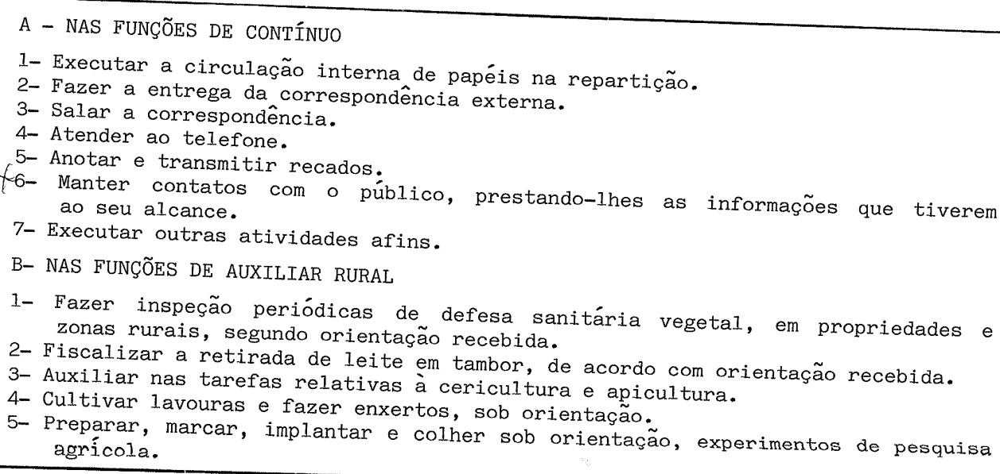 A - NAS FUNÇÕES DE CONTÍNUO
1- Executar a circulação interna de papéis na repartição.
2- Fazer a entrega da correspondência externa.
3- Salar a correspondência.
4- Atender ao telefone.
5- Anotar e transmitir recados.
6- Manter contatos com o público, prestando-lhes as informações que tiverem
ao seu alcance.
7- Executar outras atividades afins.
B- NAS FUNÇÕES DE AUXILIAR RURAL
1- Fazer inspeção periódicas de defesa sanitária vegetal, em propriedades e
zonas rurais, segundo orientação recebida.
2- Fiscalizar a retirada de leite em tambor, de acordo com orientação recebida.
3- Auxiliar nas tarefas relativas à cericultura e apicultura.
4- Cultivar lavouras e fazer enxertos, sob orientação.
5- Preparar, marcar, implantar e colher sob orientação, experimentos de pesquisa
agrícola.